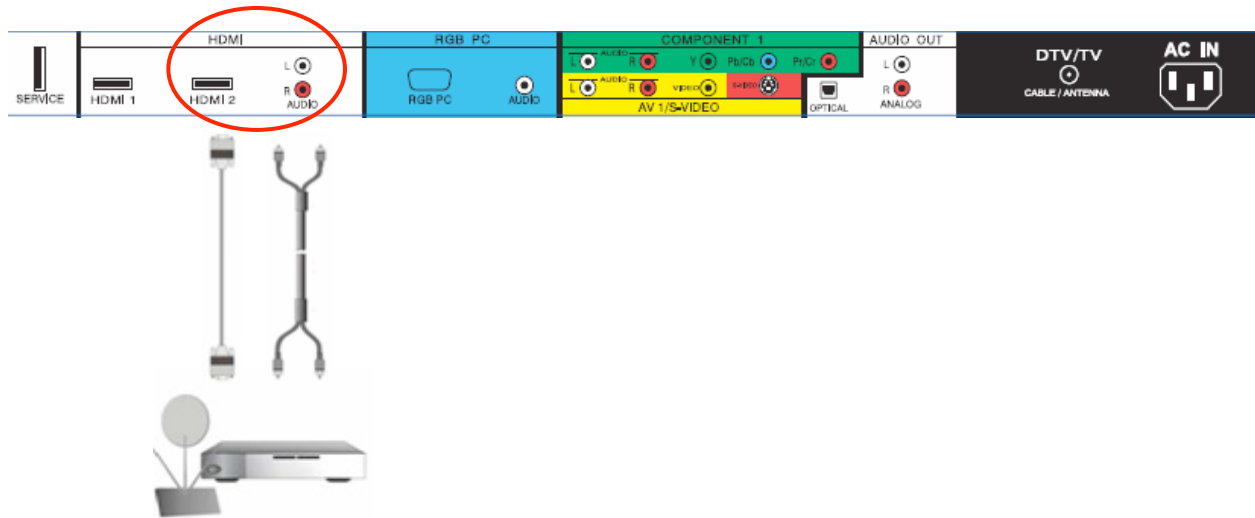 SERVICE
HDMI
HDMI 1
HDMI 2
L
R
AUDIO
RGB PC
RGB PC
AUDIO
COMPONENT 1
L AUDIO R
Y
Pb/Cb
Pr/Cr
L AUDIO R
VIDEO
S-VIDEO
AV 1/S-VIDEO
OPTICAL
AUDIO OUT
L
R
ANALOG
DTV/TV
CABLE / ANTENNA
AC IN